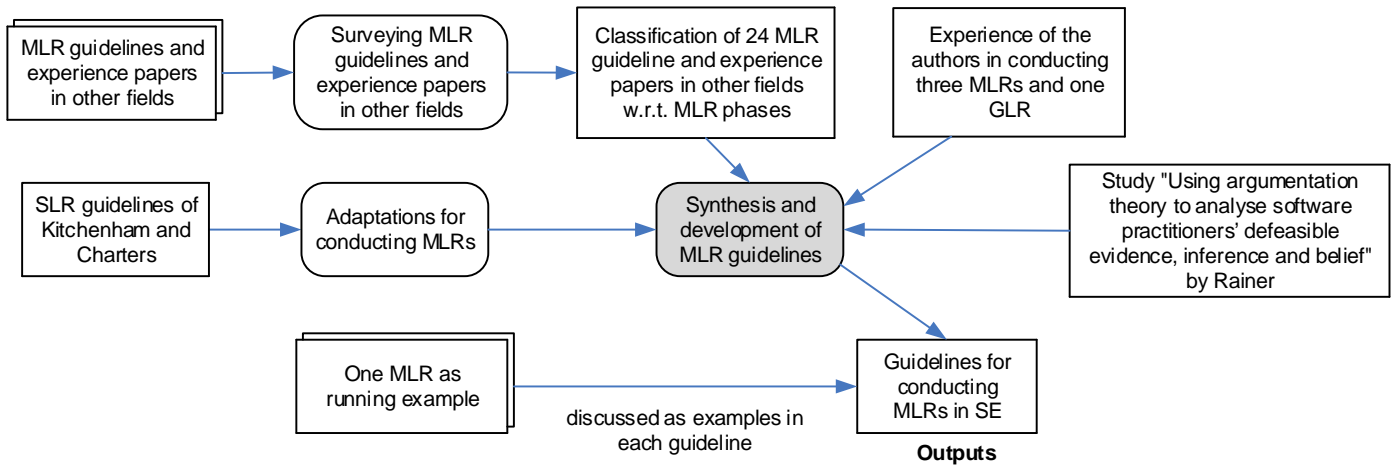 MLR guidelines and
experience papers
in other fields
Surveying MLR
guidelines and
experience papers
in other fields
Classification of 24 MLR
guideline and experience
papers in other fields
w.r.t. MLR phases
Experience of the
authors in conducting
three MLRs and one
GLR
SLR guidelines of
Kitchenham and
Charters
Adaptations for
conducting MLRs
Synthesis and
development of
MLR guidelines
Study "Using argumentation
theory to analyse software
practitioners’ defeasible
evidence, inference and belief"
by Rainer
One MLR as
running example
discussed as examples in
each guideline
Guidelines for
conducting
MLRs in SE
Outputs